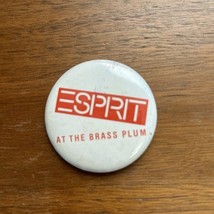 ESPRIT
AT THE BRASS PLUM